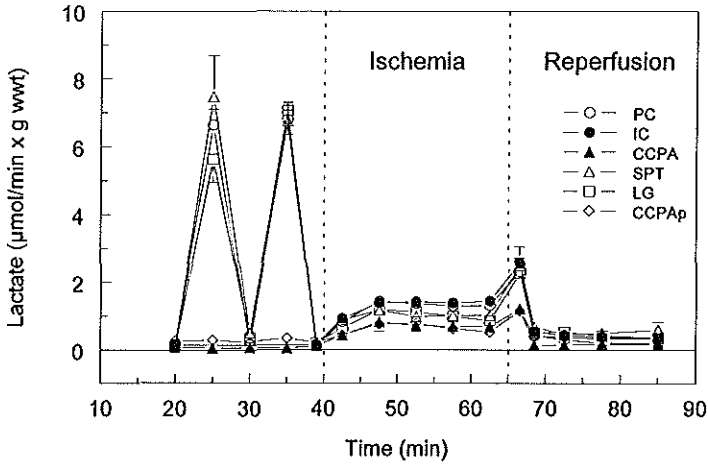 10
8
6
4
2
0
Lactate (µmol/min x g wwt)
Ischemia
Reperfusion
PC
IC
CCPA
SPT
LG
CCPAp
10 20 30 40 50 60 70 80 90
Time (min)